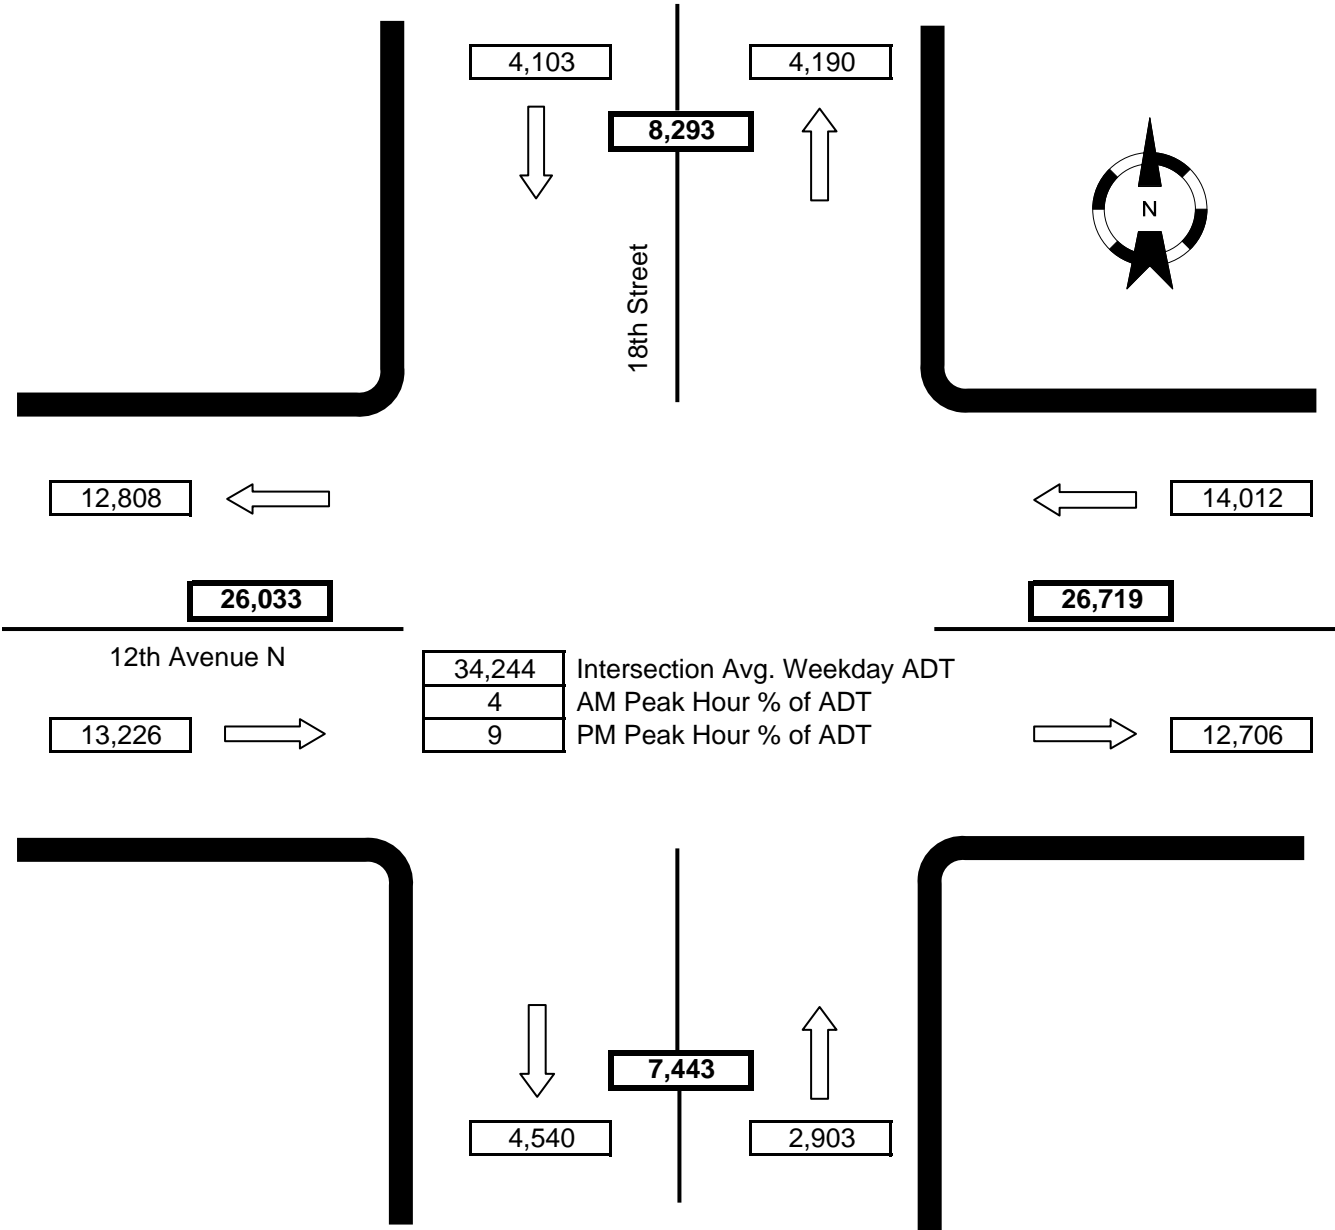 4,103
4,190
8,293
N
18th Street
12,808
14,012
26,033
26,719
12th Avenue N
34,244 Intersection Avg. Weekday ADT
4 AM Peak Hour % of ADT
9 PM Peak Hour % of ADT
13,226
12,706
7,443
4,540
2,903